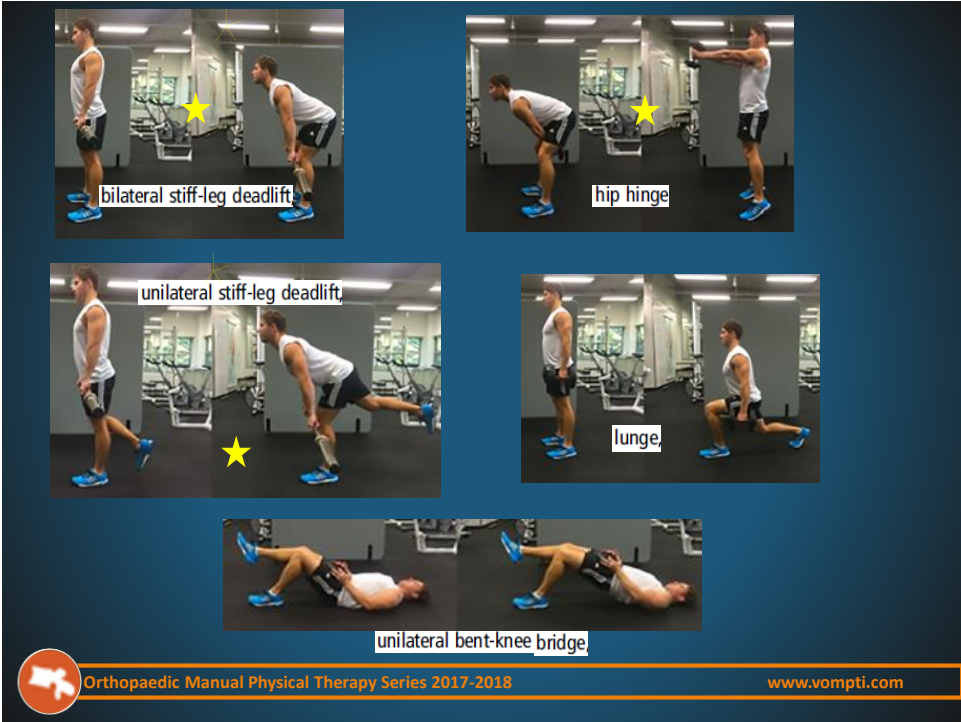 bilateral stiff-leg deadlift,
hip hinge
unilateral stiff-leg deadlift,
lunge,
unilateral bent-knee bridge,
Orthopaedic Manual Physical Therapy Series 2017-2018
www.vompti.com